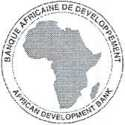 BANQUE AFRICAINE DE DEVELOPPEMENT
AFRICAN DEVELOPMENT BANK